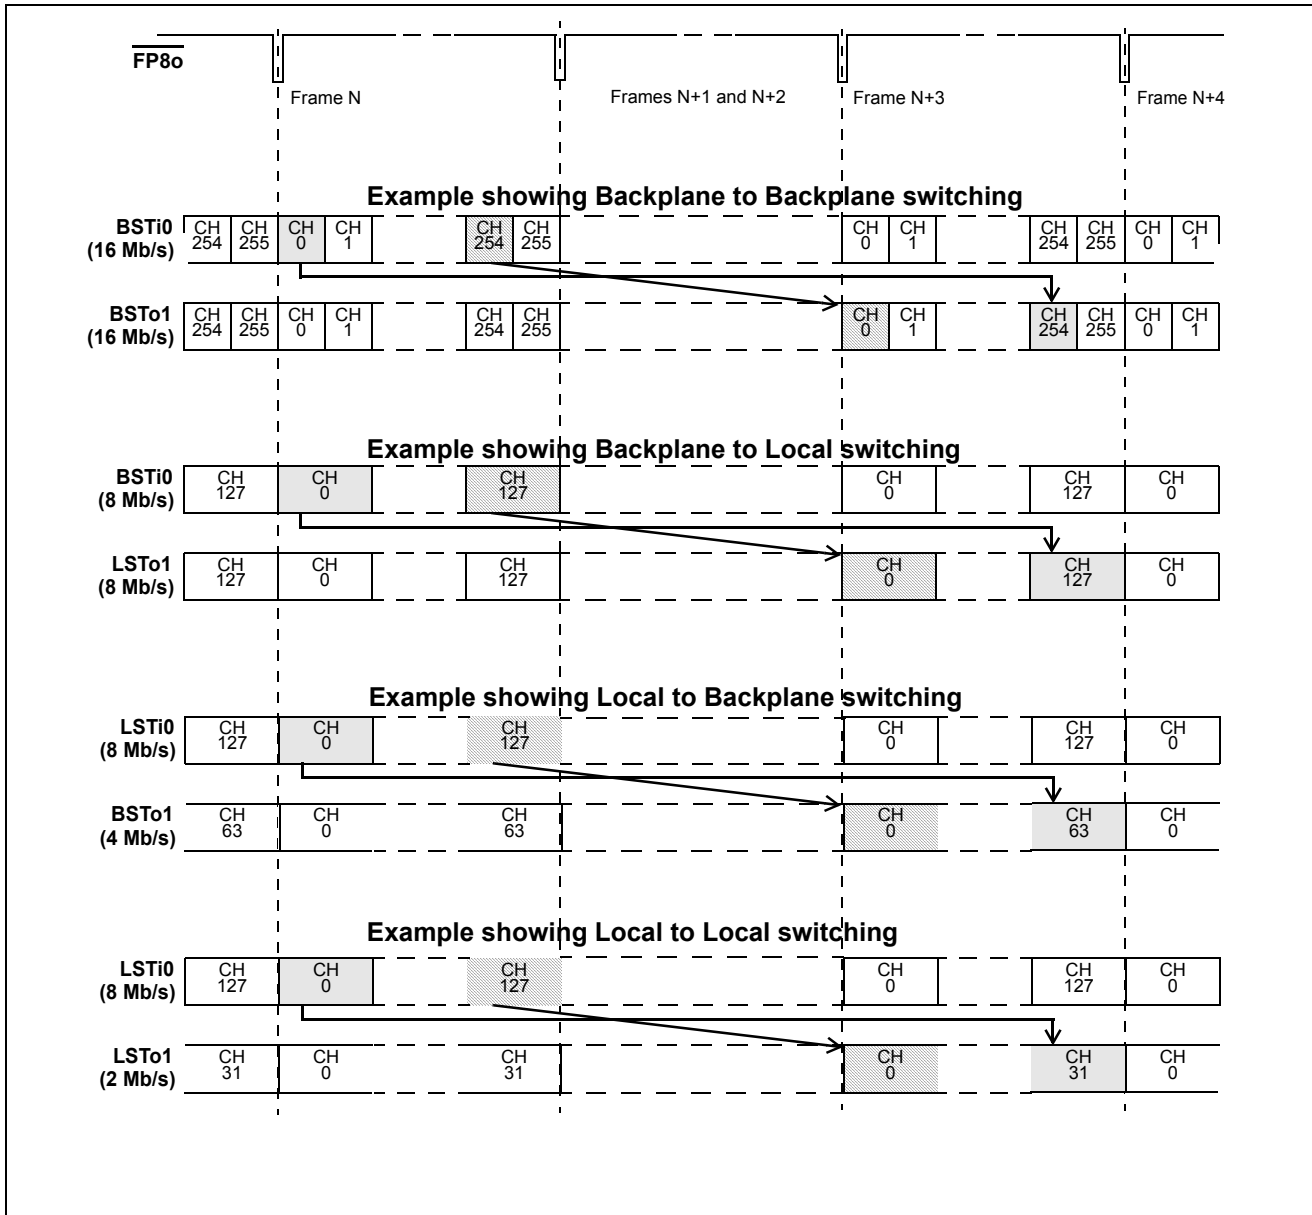 FP8o
Frame N
Frames N+1 and N+2
Frame N+3
Frame N+4
Example showing Backplane to Backplane switching
BSTi0
(16 Mb/s)
CH 254 CH 255 CH 0 CH 1 CH 254 CH 255 CH 0 CH 1 CH 254 CH 255 CH 0 CH 1
BSTo1
(16 Mb/s)
CH 254 CH 255 CH 0 CH 1 CH 254 CH 255 CH 0 CH 1 CH 254 CH 255 CH 0 CH 1
Example showing Backplane to Local switching
BSTi0
(8 Mb/s)
CH 127 CH 0 CH 127 CH 0 CH 127 CH 0
LSTo1
(8 Mb/s)
CH 127 CH 0 CH 127 CH 0 CH 127 CH 0
Example showing Local to Backplane switching
LSTi0
(8 Mb/s)
CH 127 CH 0 CH 127 CH 0 CH 127 CH 0
BSTo1
(4 Mb/s)
CH 63 CH 0 CH 63 CH 0 CH 63 CH 0
Example showing Local to Local switching
LSTi0
(8 Mb/s)
CH 127 CH 0 CH 127 CH 0 CH 127 CH 0
LSTo1
(2 Mb/s)
CH 31 CH 0 CH 31 CH 0 CH 31 CH 0